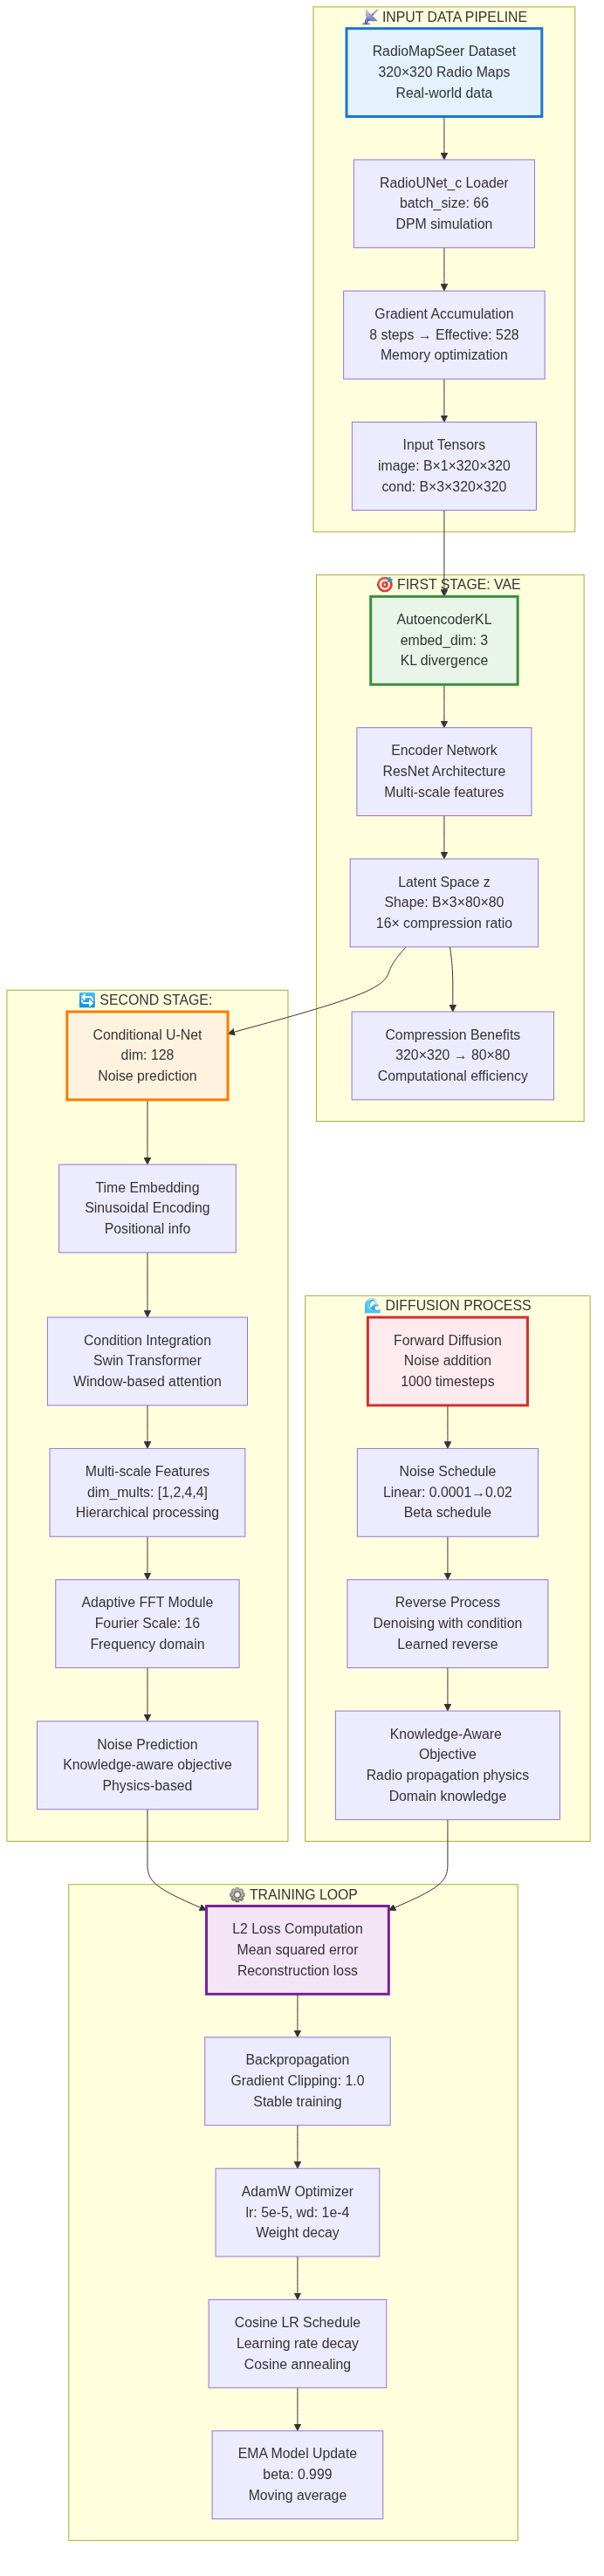 📡 INPUT DATA PIPELINE
RadioMapSeer Dataset
320×320 Radio Maps
Real-world data
RadioUNet_c Loader
batch_size: 66
DPM simulation
Gradient Accumulation
8 steps → Effective: 528
Memory optimization
Input Tensors
image: B×1×320×320
cond: B×3×320×320
🎯 FIRST STAGE: VAE
AutoencoderKL
embed_dim: 3
KL divergence
Encoder Network
ResNet Architecture
Multi-scale features
Latent Space z
Shape: B×3×80×80
16× compression ratio
Compression Benefits
320×320 → 80×80
Computational efficiency
🔄 SECOND STAGE:
Conditional U-Net
dim: 128
Noise prediction
Time Embedding
Sinusoidal Encoding
Positional info
Condition Integration
Swin Transformer
Window-based attention
Multi-scale Features
dim_mults: [1,2,4,4]
Hierarchical processing
Adaptive FFT Module
Fourier Scale: 16
Frequency domain
Noise Prediction
Knowledge-aware objective
Physics-based
🌊 DIFFUSION PROCESS
Forward Diffusion
Noise addition
1000 timesteps
Noise Schedule
Linear: 0.0001→0.02
Beta schedule
Reverse Process
Denoising with condition
Learned reverse
Knowledge-Aware
Objective
Radio propagation physics
Domain knowledge
⚙️ TRAINING LOOP
L2 Loss Computation
Mean squared error
Reconstruction loss
Backpropagation
Gradient Clipping: 1.0
Stable training
AdamW Optimizer
lr: 5e-5, wd: 1e-4
Weight decay
Cosine LR Schedule
Learning rate decay
Cosine annealing
EMA Model Update
beta: 0.999
Moving average